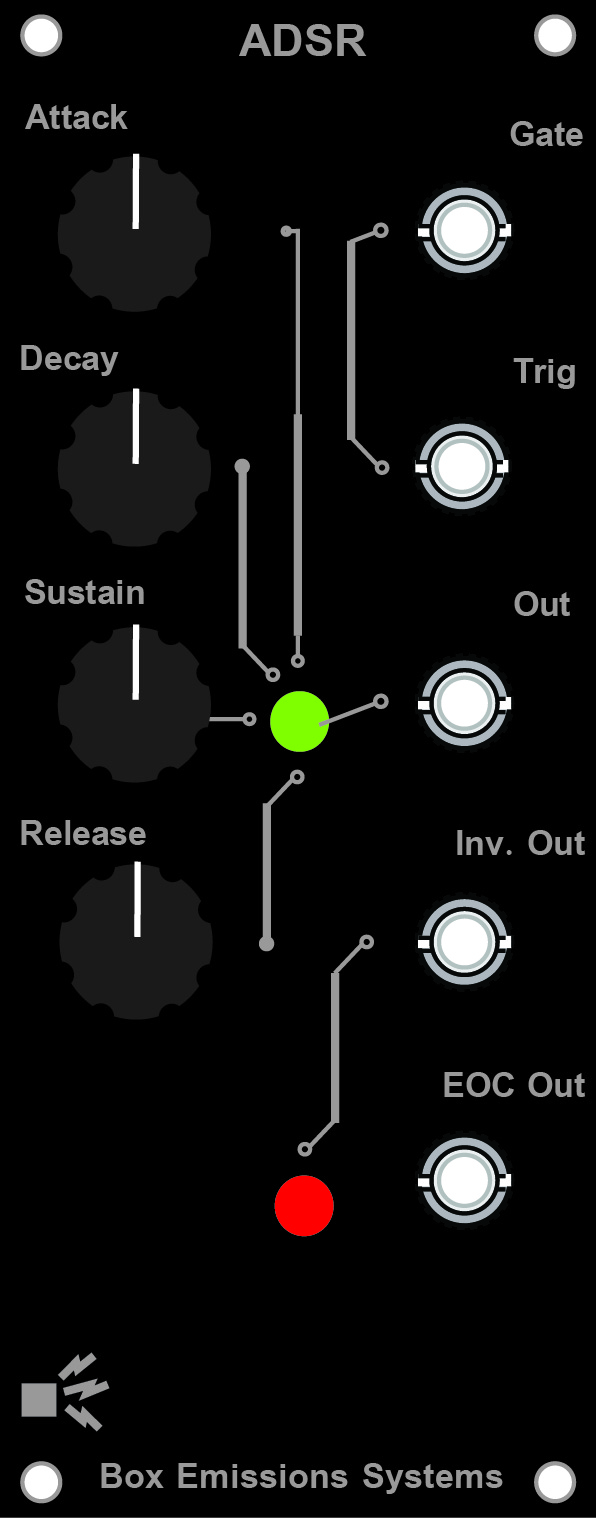 ADSR
Attack
Gate
Decay
Trig
Sustain
Out
Release
Inv. Out
EOC Out
Box Emissions Systems